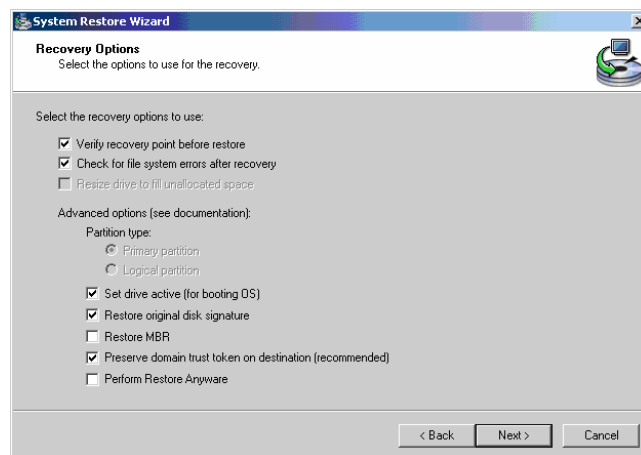 System Restore Wizard
Recovery Options
Select the options to use for the recovery.
Select the recovery options to use:
Verify recovery point before restore
Check for file system errors after recovery
Resize drive to fill unallocated space
Advanced options (see documentation):
Partition type:
Primary partition
Logical partition
Set drive active (for booting OS)
Restore original disk signature
Restore MBR
Preserve domain trust token on destination (recommended)
Perform Restore Anyware
< Back Next > Cancel